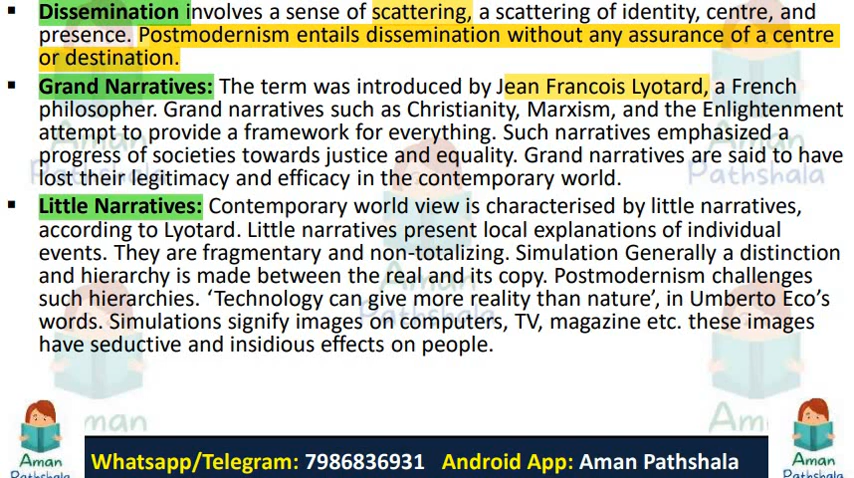 ▪ Dissemination involves a sense of scattering, a scattering of identity, centre, and
presence. Postmodernism entails dissemination without any assurance of a centre
or destination.
▪ Grand Narratives: The term was introduced by Jean Francois Lyotard, a French
philosopher. Grand narratives such as Christianity, Marxism, and the Enlightenment
attempt to provide a framework for everything. Such narratives emphasized a
progress of societies towards justice and equality. Grand narratives are said to have
lost their legitimacy and efficacy in the contemporary world.
▪ Little Narratives: Contemporary world view is characterised by little narratives,
according to Lyotard. Little narratives present local explanations of individual
events. They are fragmentary and non-totalizing. Simulation Generally a distinction
and hierarchy is made between the real and its copy. Postmodernism challenges
such hierarchies. ‘Technology can give more reality than nature’, in Umberto Eco’s
words. Simulations signify images on computers, TV, magazine etc. these images
have seductive and insidious effects on people.
Aman
Pathshala
Whatsapp/Telegram: 7986836931 Android App: Aman Pathshala
Aman
Pathshala